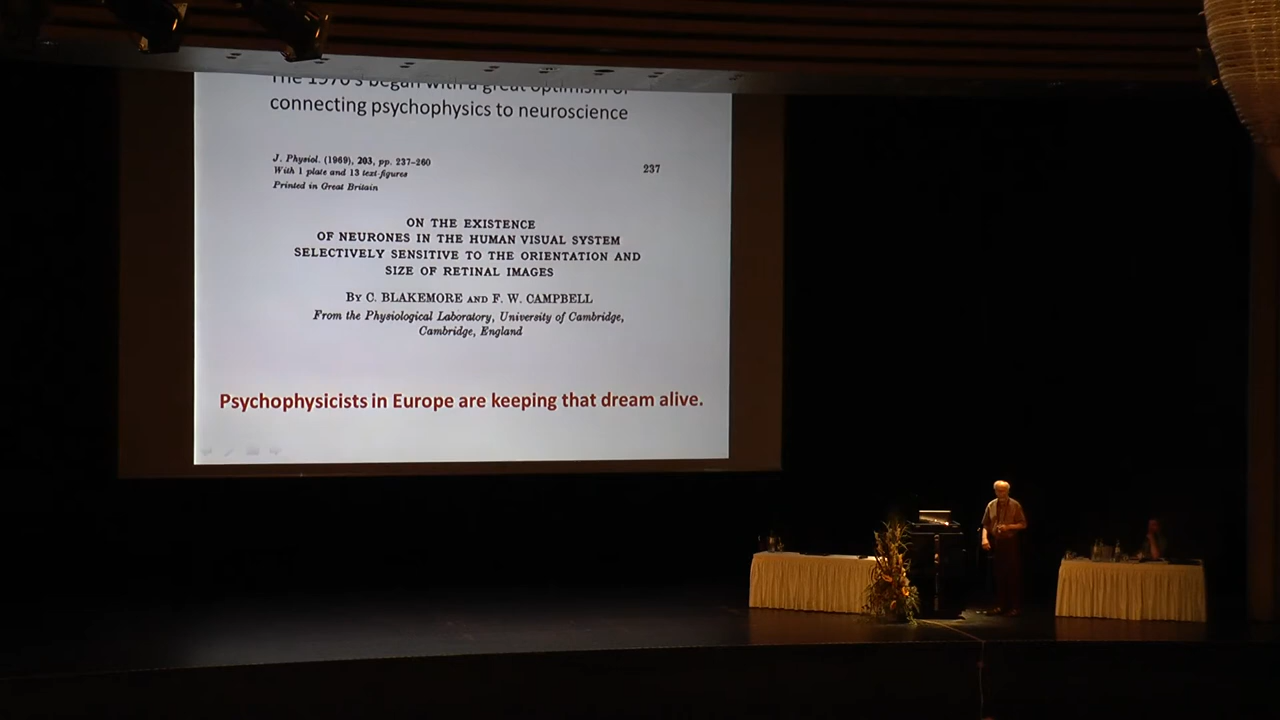 The 1970's began with a great optimism of
connecting psychophysics to neuroscience
J. Physiol. (1969), 203, pp. 237-260
With 1 plate and 13 text-figures
Printed in Great Britain
237
ON THE EXISTENCE
OF NEURONES IN THE HUMAN VISUAL SYSTEM
SELECTIVELY SENSITIVE TO THE ORIENTATION AND
SIZE OF RETINAL IMAGES
By C. BLAKEMORE AND F. W. CAMPBELL
From the Physiological Laboratory, University of Cambridge,
Cambridge, England
Psychophysicists in Europe are keeping that dream alive.